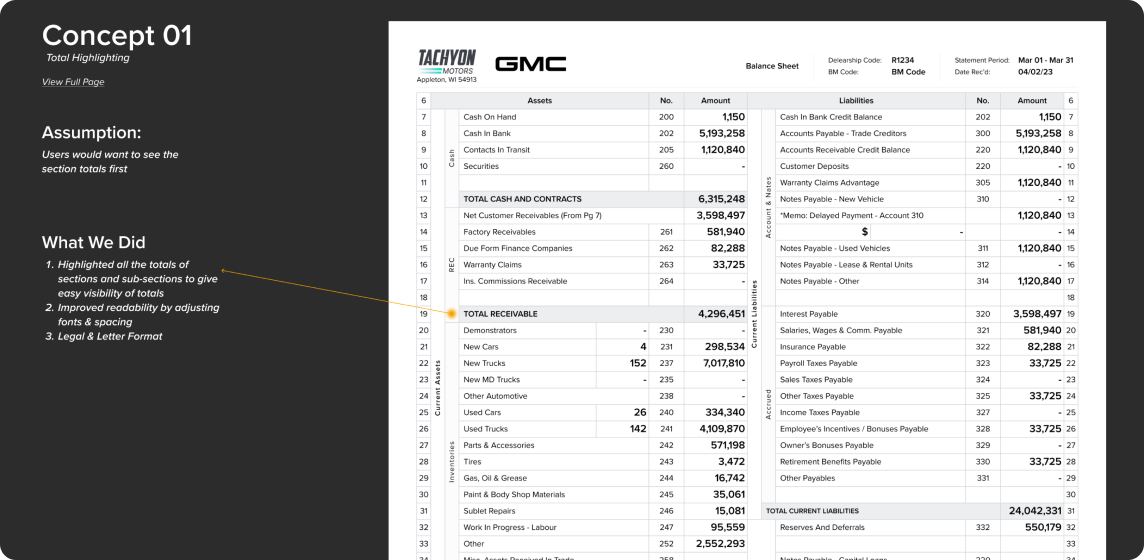 Concept 01
Total Highlighting
View Full Page
Assumption:
Users would want to see the
section totals first
What We Did
1. Highlighted all the totals of
sections and sub-sections to give
easy visibility of totals
2. Improved readability by adjusting
fonts & spacing
3. Legal & Letter Format
TACHYON
MOTORS
Appleton, WI 54913
GMC
Balance Sheet
Delearship Code: R1234
BM Code: BM Code
Statement Period: Mar 01 - Mar 31
Date Rec'd: 04/02/23
6 Assets No. Amount Liabilities No. Amount 6
7 Cash On Hand 200 1,150 Cash In Bank Credit Balance 202 1,150 7
8 Cash In Bank 202 5,193,258 Accounts Payable - Trade Creditors 300 5,193,258 8
9 Contacts In Transit 205 1,120,840 Accounts Receivable Credit Balance 220 1,120,840 9
10 Securities 260 - Customer Deposits 220 - 10
11 Warranty Claims Advantage 305 1,120,840 11
12 TOTAL CASH AND CONTRACTS 6,315,248 Notes Payable - New Vehicle 310 - 12
13 Net Customer Receivables (From Pg 7) 3,598,497 *Memo: Delayed Payment - Account 310 1,120,840 13
14 Factory Receivables 261 581,940 $ - - 14
15 Due Form Finance Companies 262 82,288 Notes Payable - Used Vehicles 311 1,120,840 15
16 Warranty Claims 263 33,725 Notes Payable - Lease & Rental Units 312 - 16
17 Ins. Commissions Receivable 264 - Notes Payable - Other 314 1,120,840 17
18 18
19 TOTAL RECEIVABLE 4,296,451 Interest Payable 320 3,598,497 19
20 Demonstrators - 230 - Salaries, Wages & Comm. Payable 321 581,940 20
21 New Cars 4 231 298,534 Insurance Payable 322 82,288 21
22 New Trucks 152 237 7,017,810 Payroll Taxes Payable 323 33,725 22
23 New MD Trucks - 235 - Sales Taxes Payable 324 - 23
24 Other Automotive 238 - Other Taxes Payable 325 33,725 24
25 Used Cars 26 240 334,340 Income Taxes Payable 327 - 25
26 Used Trucks 142 241 4,109,870 Employee's Incentives / Bonuses Payable 328 33,725 26
27 Parts & Accessories 242 571,198 Owner's Bonuses Payable 329 - 27
28 Tires 243 3,472 Retirement Benefits Payable 330 33,725 28
29 Gas, Oil & Grease 244 16,742 Other Payables 331 - 29
30 Paint & Body Shop Materials 245 35,061 30
31 Sublet Repairs 246 15,081 TOTAL CURRENT LIABILITIES 24,042,331 31
32 Work In Progress - Labour 247 95,559 Reserves And Deferrals 332 550,179 32
33 Other 252 2,552,293 33
Cash
REC
Inventories
Current Assets
Account & Nates
Accrued
Current Liabilities